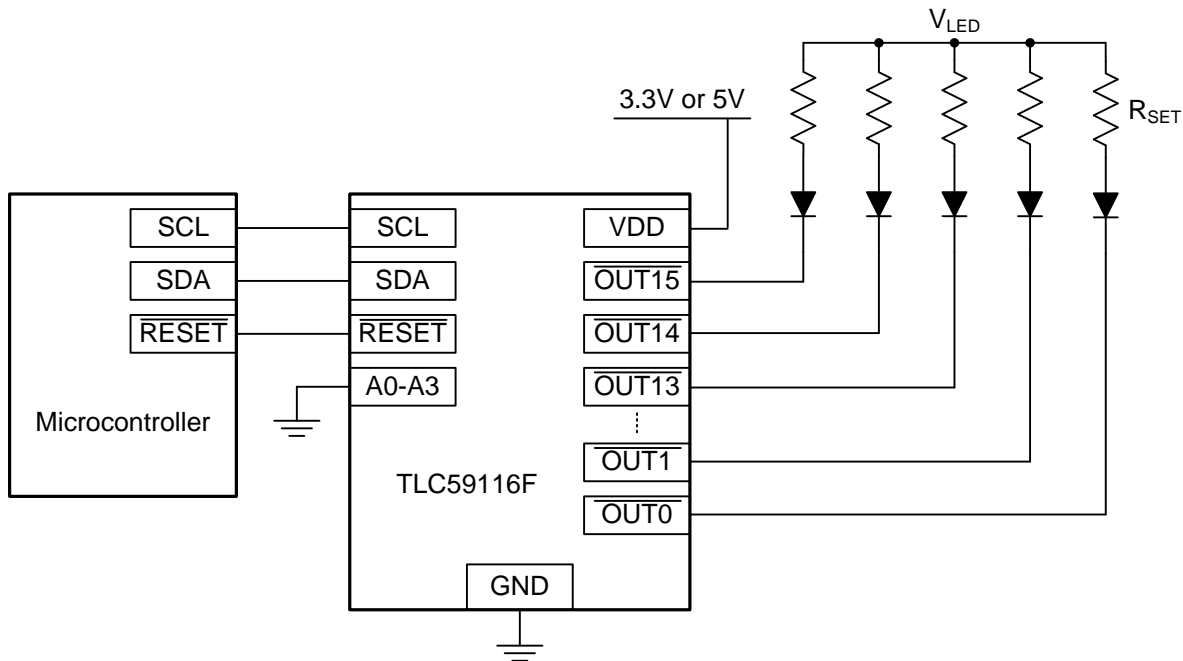 V_LED
3.3V or 5V
R_SET
SCL
SDA
RESET
Microcontroller
SCL
SDA
RESET
A0-A3
TLC59116F
GND
VDD
OUT15
OUT14
OUT13
OUT1
OUT0